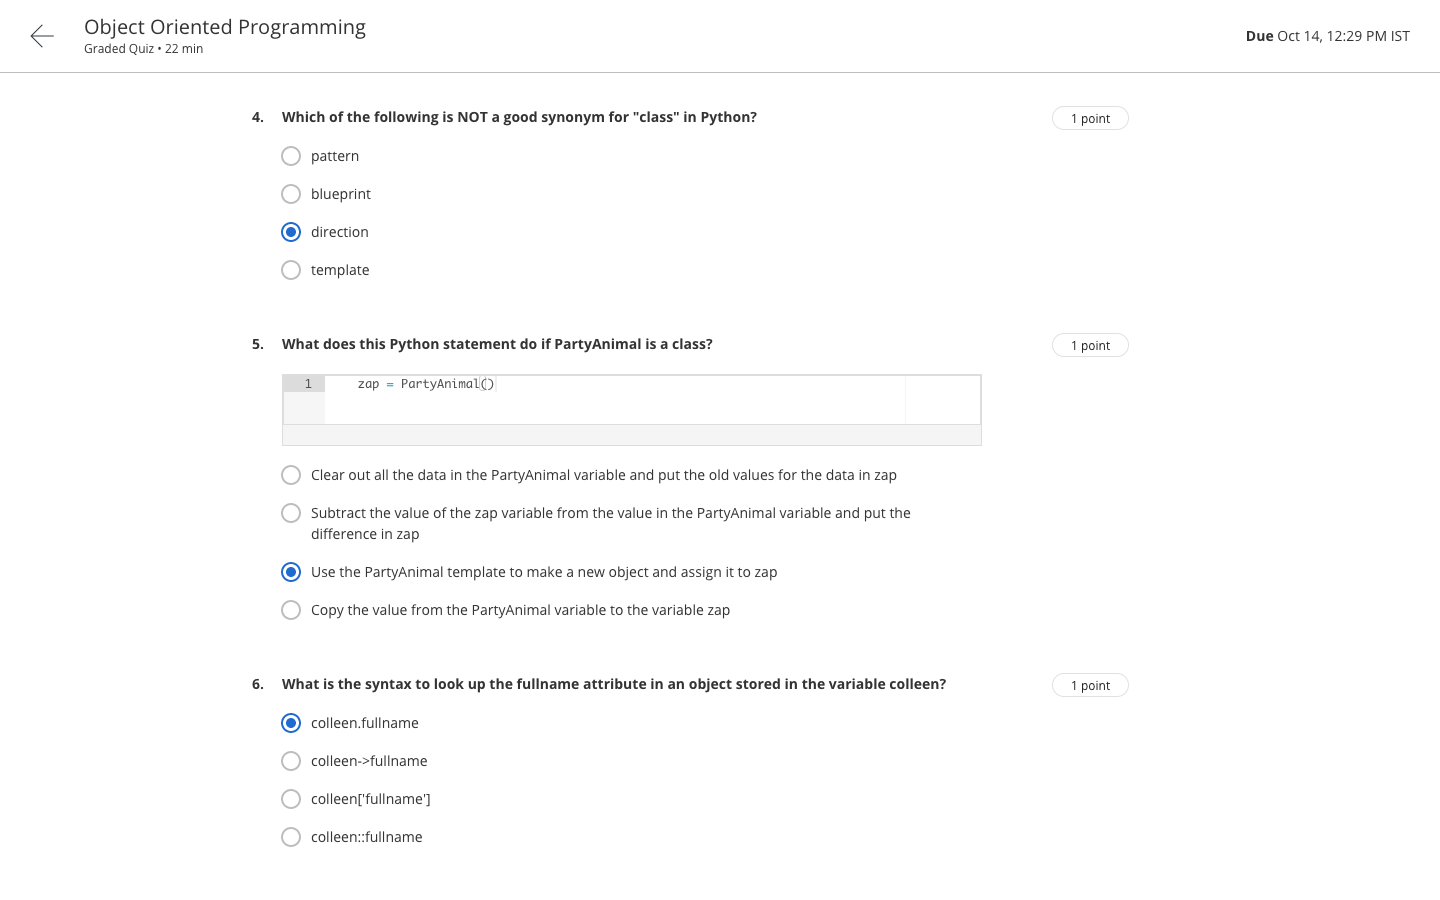 Object Oriented Programming
Graded Quiz • 22 min
Due Oct 14, 12:29 PM IST
4. Which of the following is NOT a good synonym for "class" in Python?
1 point
pattern
blueprint
direction
template
5. What does this Python statement do if PartyAnimal is a class?
1 point
1 zap = PartyAnimal()
Clear out all the data in the PartyAnimal variable and put the old values for the data in zap
Subtract the value of the zap variable from the value in the PartyAnimal variable and put the
difference in zap
Use the PartyAnimal template to make a new object and assign it to zap
Copy the value from the PartyAnimal variable to the variable zap
6. What is the syntax to look up the fullname attribute in an object stored in the variable colleen?
1 point
colleen.fullname
colleen->fullname
colleen['fullname']
colleen::fullname